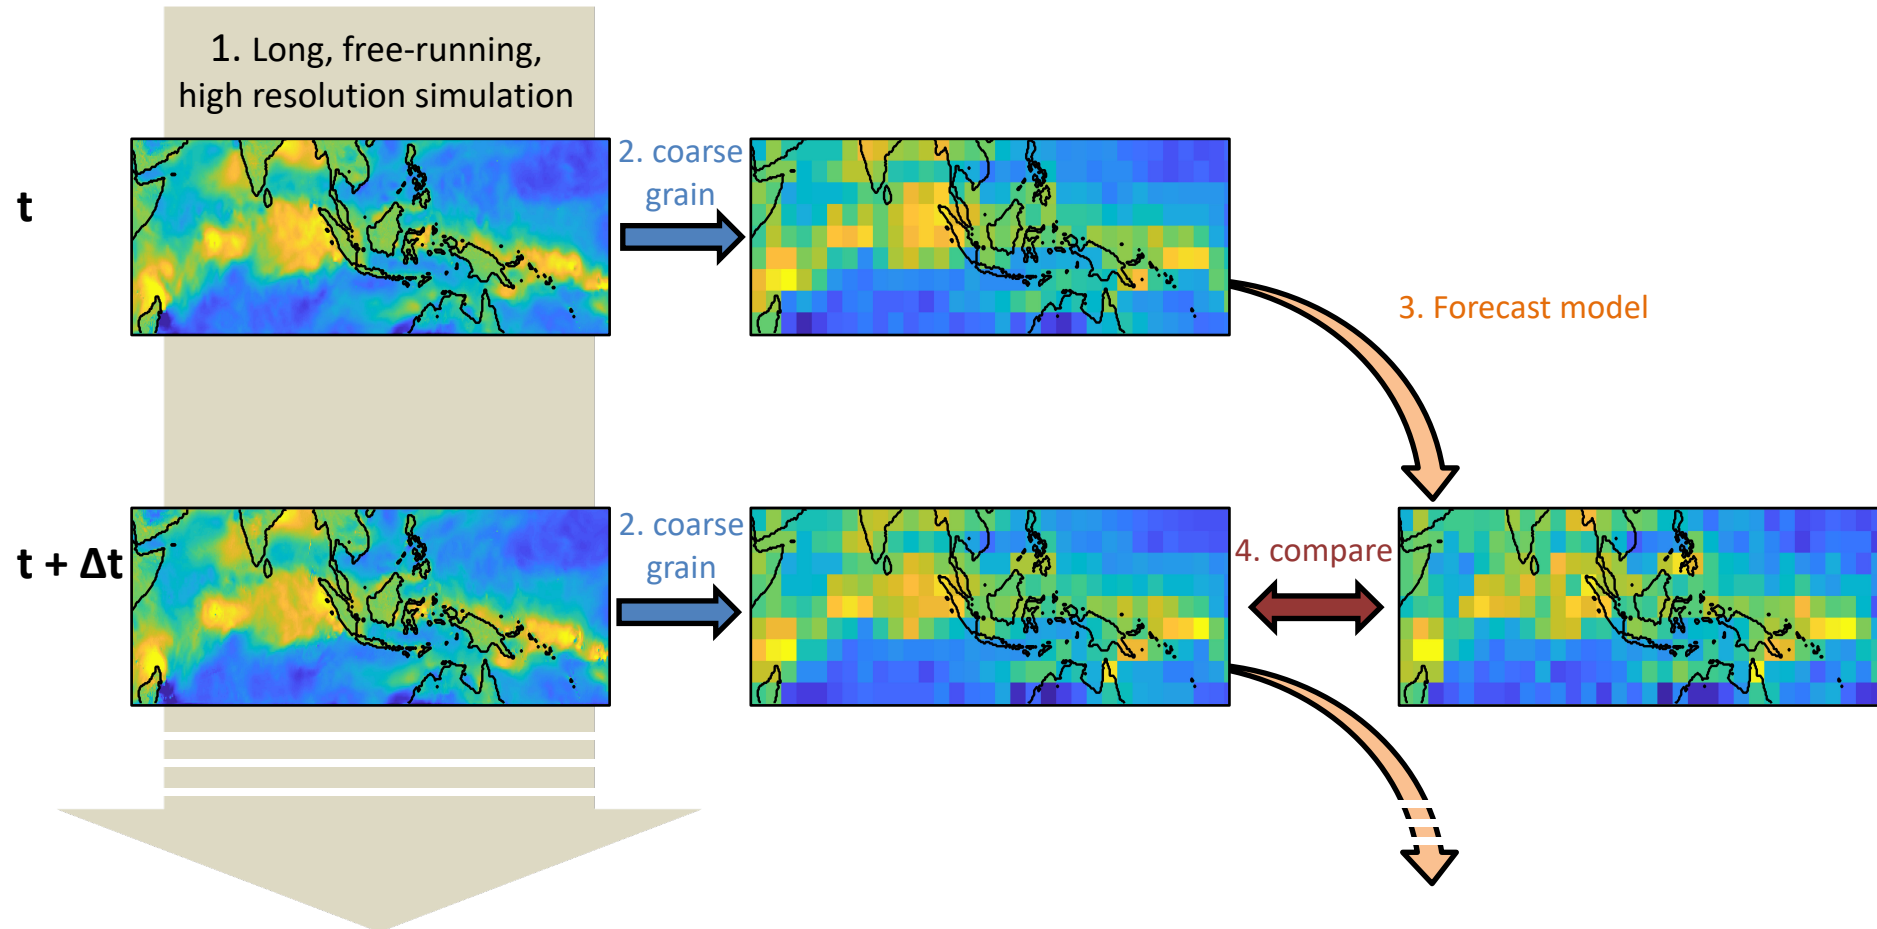 1. Long, free-running,
high resolution simulation
t
2. coarse
grain
3. Forecast model
t + Δt
2. coarse
grain
4. compare